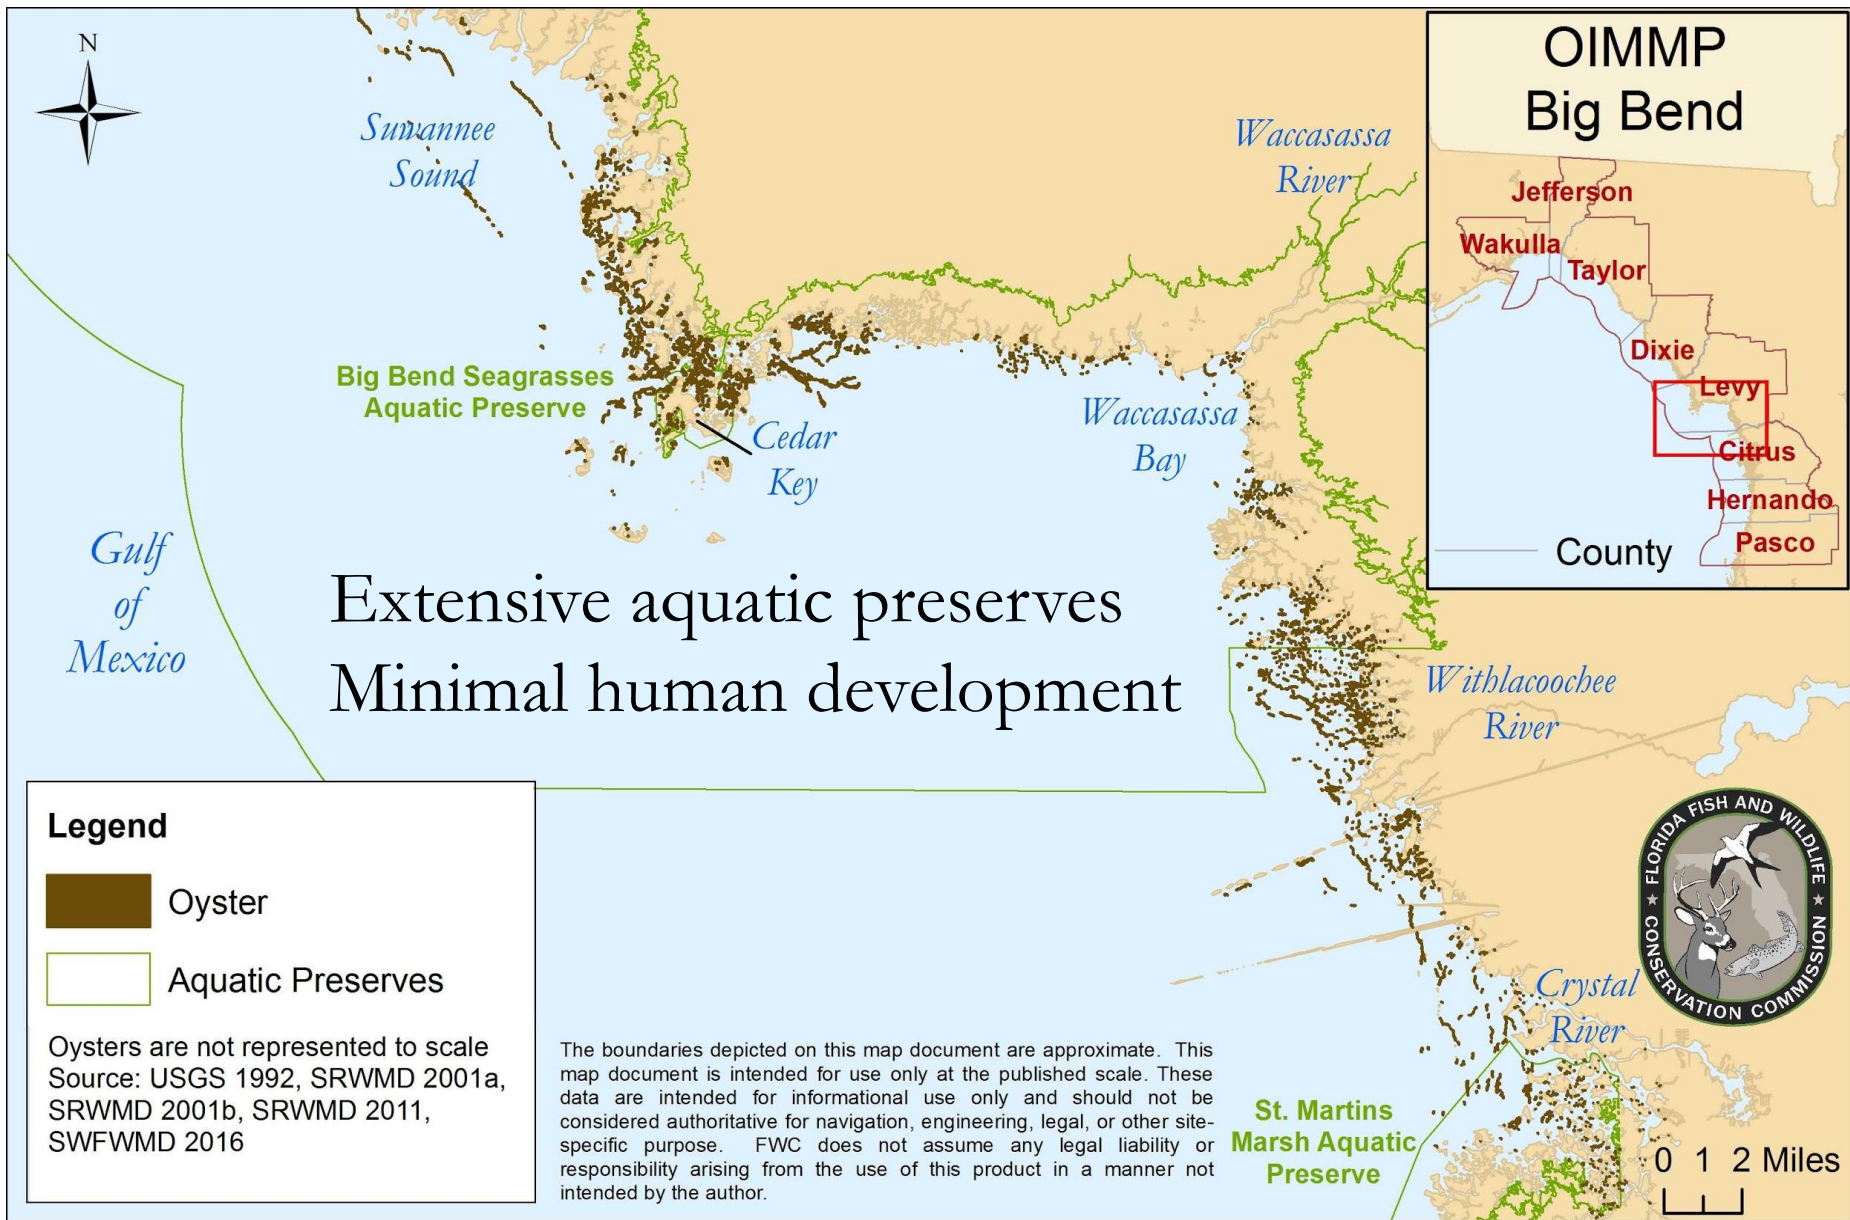 N
Suwannee
Sound
Waccasassa
River
OIMMP
Big Bend
Jefferson
Wakulla
Taylor
Dixie
Levy
Citrus
Hernando
Pasco
County
Big Bend Seagrasses
Aquatic Preserve
Cedar
Key
Waccasassa
Bay
Gulf
of
Mexico
Extensive aquatic preserves
Minimal human development
Withlacoochee
River
Legend
Oyster
Aquatic Preserves
Oysters are not represented to scale
Source: USGS 1992, SRWMD 2001a,
SRWMD 2001b, SRWMD 2011,
SWFWMD 2016
The boundaries depicted on this map document are approximate. This
map document is intended for use only at the published scale. These
data are intended for informational use only and should not be
considered authoritative for navigation, engineering, legal, or other site-
specific purpose. FWC does not assume any legal liability or
responsibility arising from the use of this product in a manner not
intended by the author.
FLORIDA FISH AND WILDLIFE
CONSERVATION COMMISSION
Crystal
River
St. Martins
Marsh Aquatic
Preserve
0 1 2 Miles